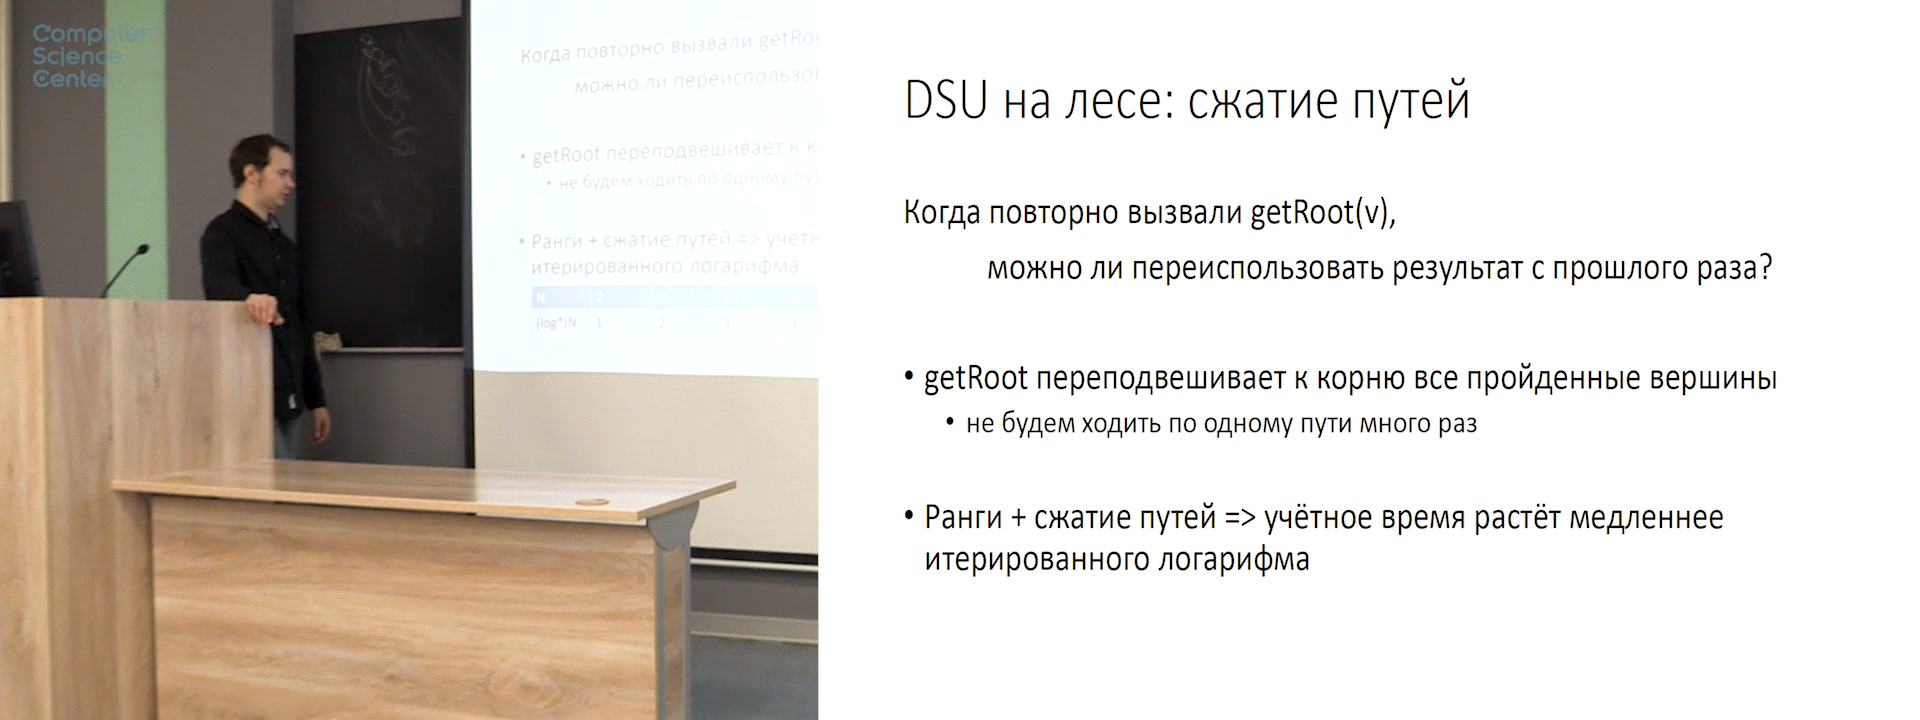 Computer
Science
Center
Когда повторно вызвали getRoo
можно ли переиспользов
• getRoot переподвешивает к к
• не будем ходить по одному пут
• Ранги + сжатие путей => учётн
итерированного логарифма
N 2
(log*)N 1 2 3 4
DSU на лесе: сжатие путей
Когда повторно вызвали getRoot(v),
можно ли переиспользовать результат с прошлого раза?
• getRoot переподвешивает к корню все пройденные вершины
• не будем ходить по одному пути много раз
• Ранги + сжатие путей => учётное время растёт медленнее
итерированного логарифма